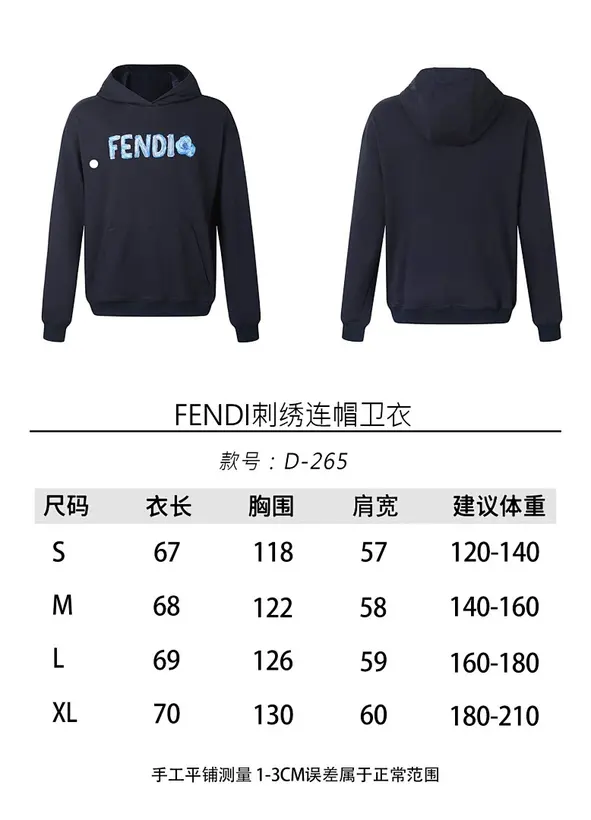 FENDI
FENDI刺绣连帽卫衣
款号：D-265
尺码 衣长 胸围 肩宽 建议体重
S 67 118 57 120-140
M 68 122 58 140-160
L 69 126 59 160-180
XL 70 130 60 180-210
手工平铺测量 1-3CM误差属于正常范围